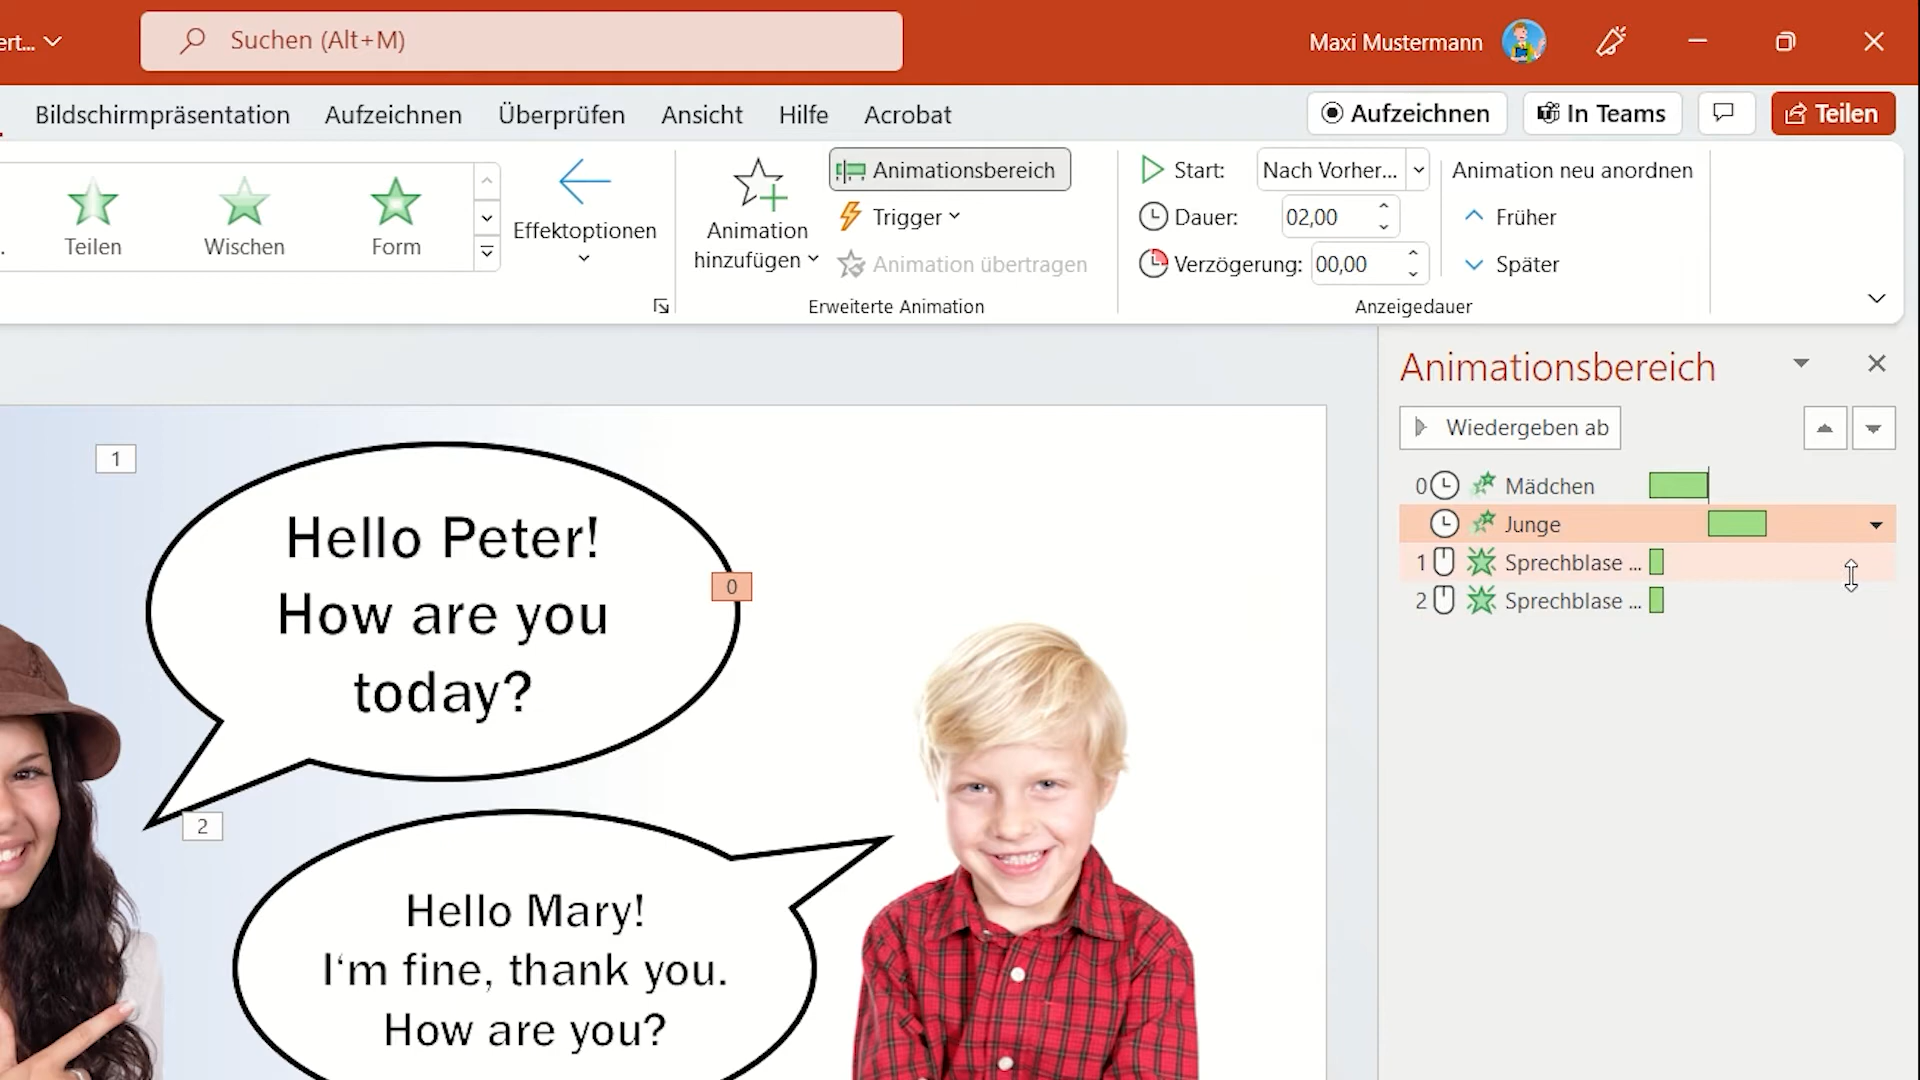 ert...
Suchen (Alt+M)
Maxi Mustermann
Bildschirmpräsentation
Aufzeichnen
Überprüfen
Ansicht
Hilfe
Acrobat
Aufzeichnen
In Teams
Teilen
Teilen
Wischen
Form
Effektoptionen
Animation
hinzufügen
Animationsbereich
Trigger
Animation übertragen
Erweiterte Animation
Start:
Nach Vorher...
Dauer:
02,00
Verzögerung:
00,00
Anzeigedauer
Animation neu anordnen
Früher
Später
Animationsbereich
Wiedergeben ab
0 Mädchen
Junge
1 Sprechblase ...
2 Sprechblase ...
1
Hello Peter!
How are you
today?
0
2
Hello Mary!
I'm fine, thank you.
How are you?